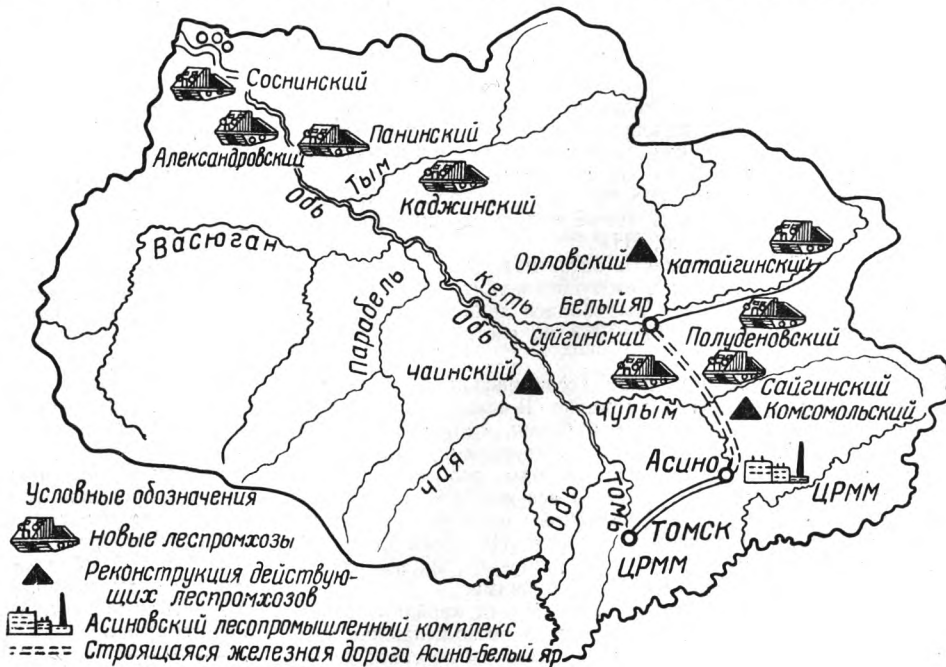 Соснинский
Александровский
Панинский
Тым
Обь
Каджинский
Васюган
Парабель
Орловский
Катайгинский
Кеть
Белый яр
Обь
Суйгинский
Полуденовский
Чаинский
Сайгинский
Чулым
Комсомольский
Асино
Чая
Обь
Томь
ЦРММ
ТОМСК
ЦРММ
Условные обозначения
новые леспромхозы
Реконструкция действую-
щих леспромхозов
Асиновский лесопромышленный комплекс
Строящаяся железная дорога Асино-Белый яр